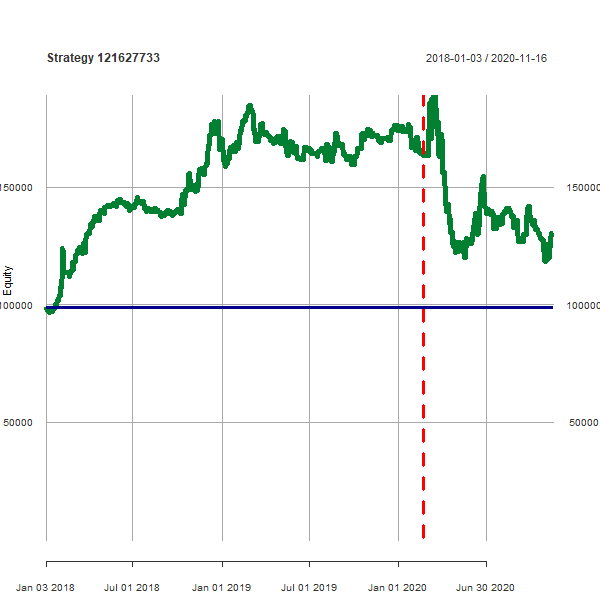 Strategy 121627733
2018-01-03 / 2020-11-16
150000 150000
Equity
100000 100000
50000 50000
Jan 03 2018 Jul 01 2018 Jan 01 2019 Jul 01 2019 Jan 01 2020 Jun 30 2020